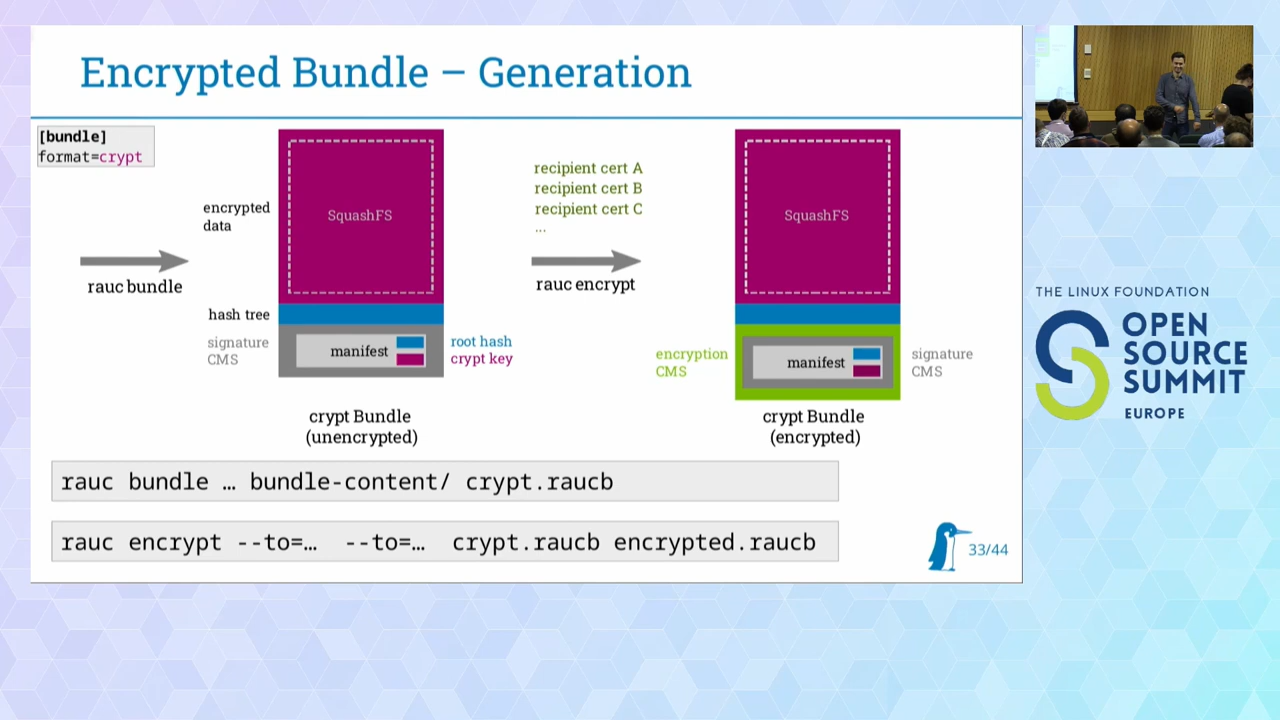 Encrypted Bundle – Generation
[bundle]
format=crypt
rauc bundle
encrypted
data
SquashFS
hash tree
signature
CMS
manifest
root hash
crypt key
crypt Bundle
(unencrypted)
recipient cert A
recipient cert B
recipient cert C
...
rauc encrypt
SquashFS
encryption
CMS
manifest
signature
CMS
crypt Bundle
(encrypted)
rauc bundle … bundle-content/ crypt.raucb
rauc encrypt --to=… --to=… crypt.raucb encrypted.raucb
33/44
THE LINUX FOUNDATION
OPEN
SOURCE
SUMMIT
EUROPE